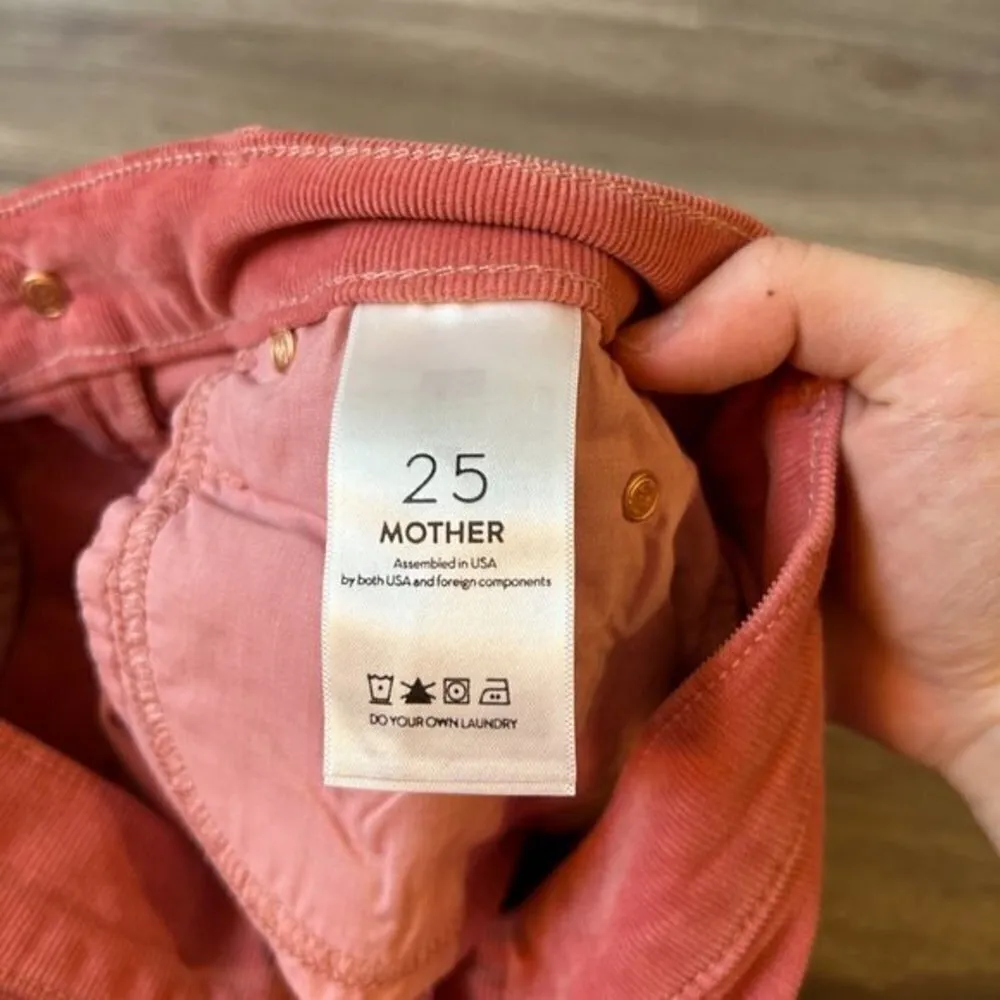 25
MOTHER
Assembled in USA
by both USA and foreign components
DO YOUR OWN LAUNDRY